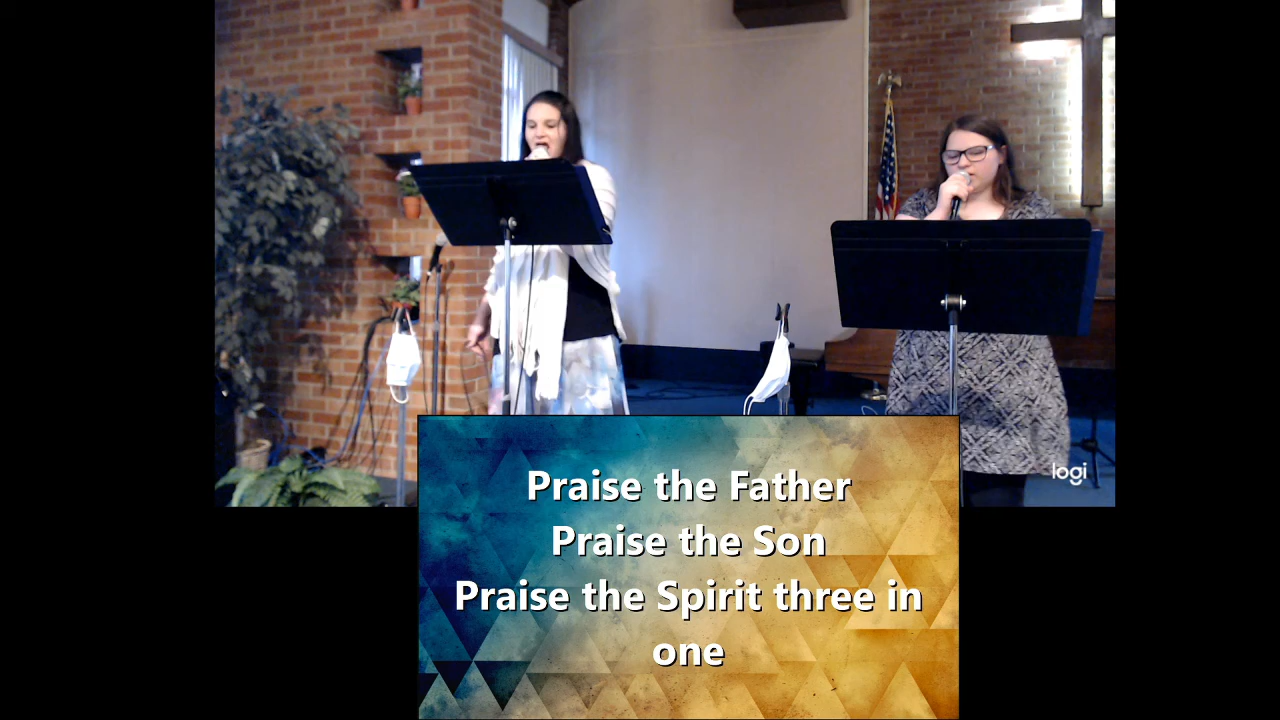 logi
Praise the Father
Praise the Son
Praise the Spirit three in
one